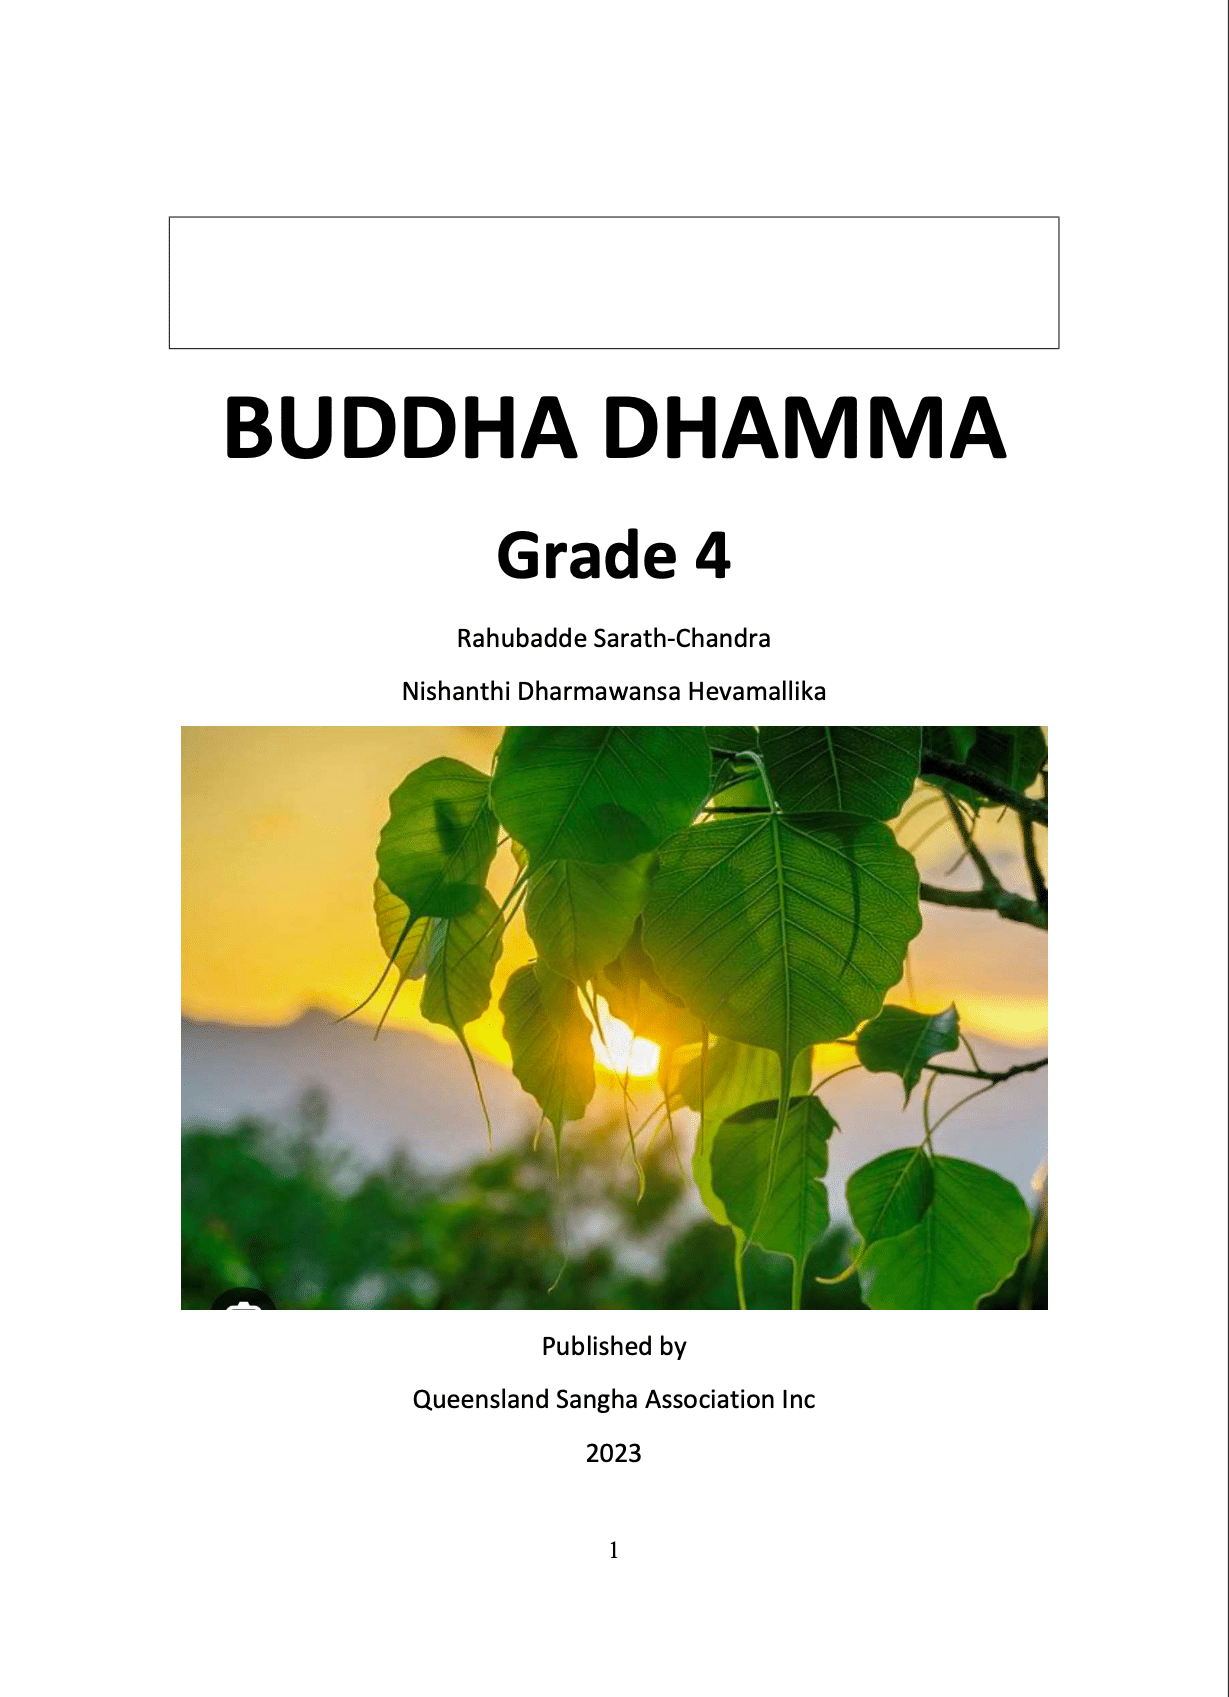 BUDDHA DHAMMA
Grade 4
Rahubadde Sarath-Chandra
Nishanthi Dharmawansa Hevamallika
Published by
Queensland Sangha Association Inc
2023
1